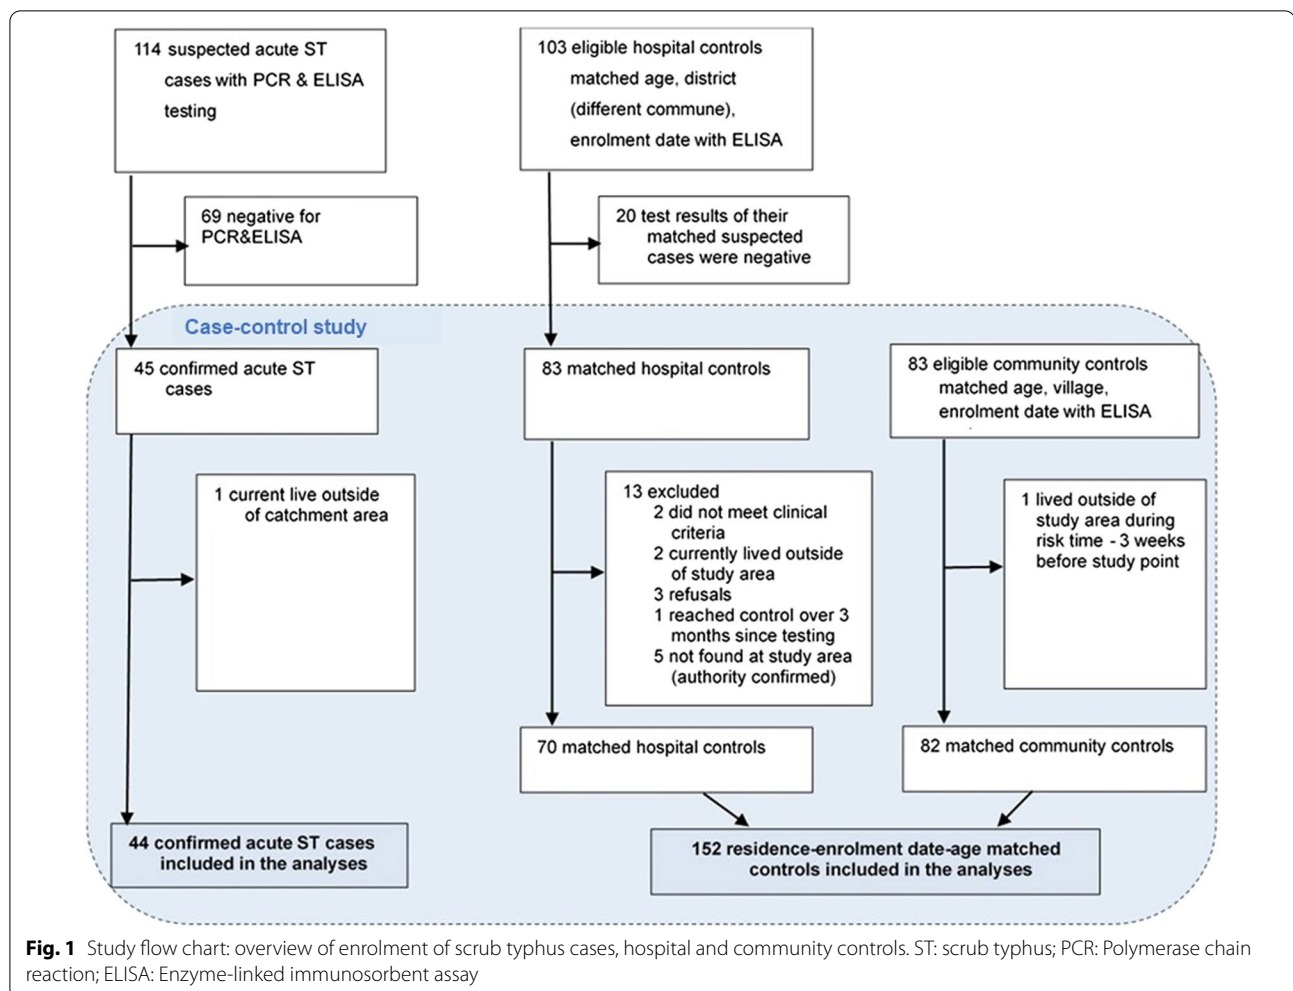 114 suspected acute ST
cases with PCR & ELISA
testing
103 eligible hospital controls
matched age, district
(different commune),
enrolment date with ELISA
69 negative for
PCR&ELISA
20 test results of their
matched suspected
cases were negative
Case-control study
45 confirmed acute ST
cases
83 matched hospital controls
83 eligible community controls
matched age, village,
enrolment date with ELISA
1 current live outside
of catchment area
13 excluded
2 did not meet clinical
criteria
2 currently lived outside
of study area
3 refusals
1 reached control over 3
months since testing
5 not found at study area
(authority confirmed)
1 lived outside of
study area during
risk time - 3 weeks
before study point
70 matched hospital controls
82 matched community controls
44 confirmed acute ST cases
included in the analyses
152 residence-enrolment date-age matched
controls included in the analyses
Fig. 1 Study flow chart: overview of enrolment of scrub typhus cases, hospital and community controls. ST: scrub typhus; PCR: Polymerase chain
reaction; ELISA: Enzyme-linked immunosorbent assay